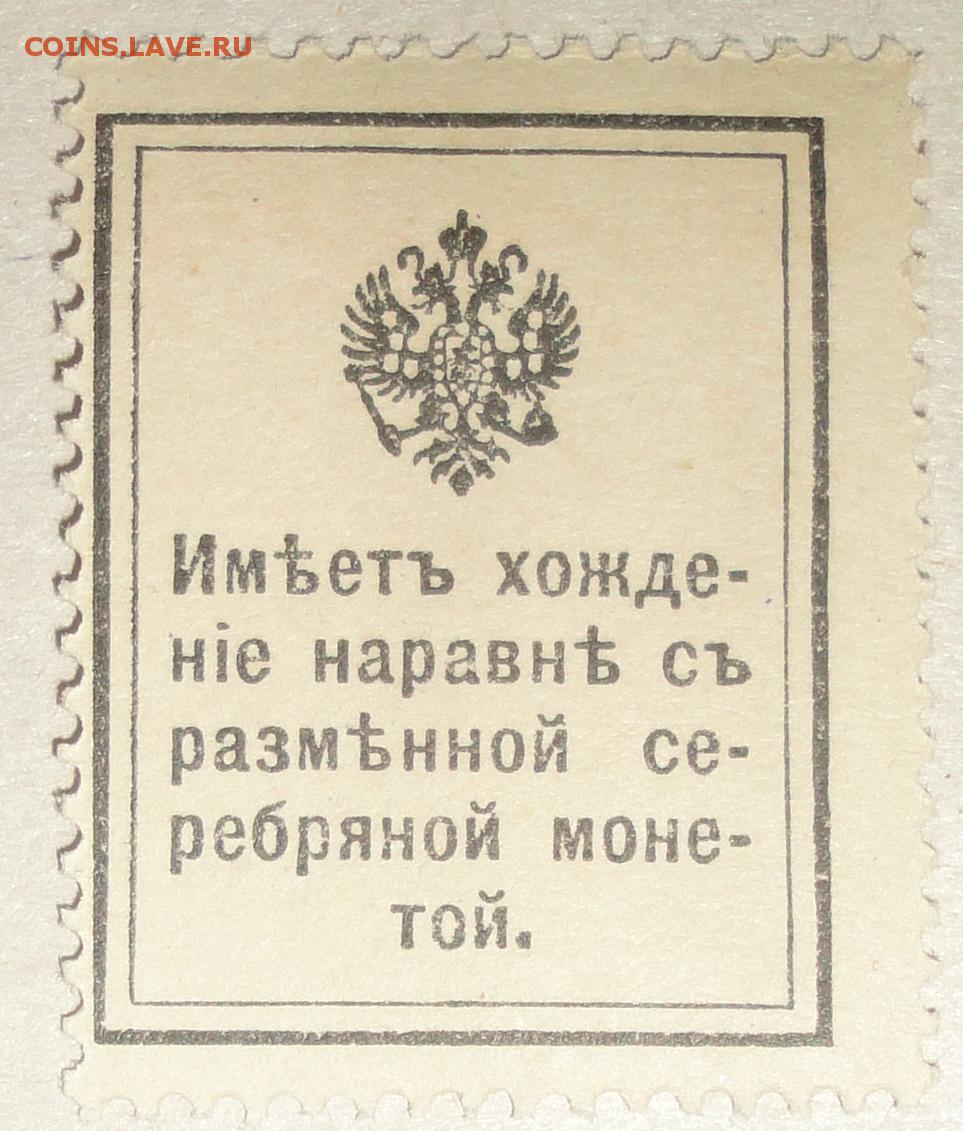 COINS.LAVE.RU
Имѣетъ хожде-
ніе наравнѣ съ
размѣнной се-
ребряной моне-
той.